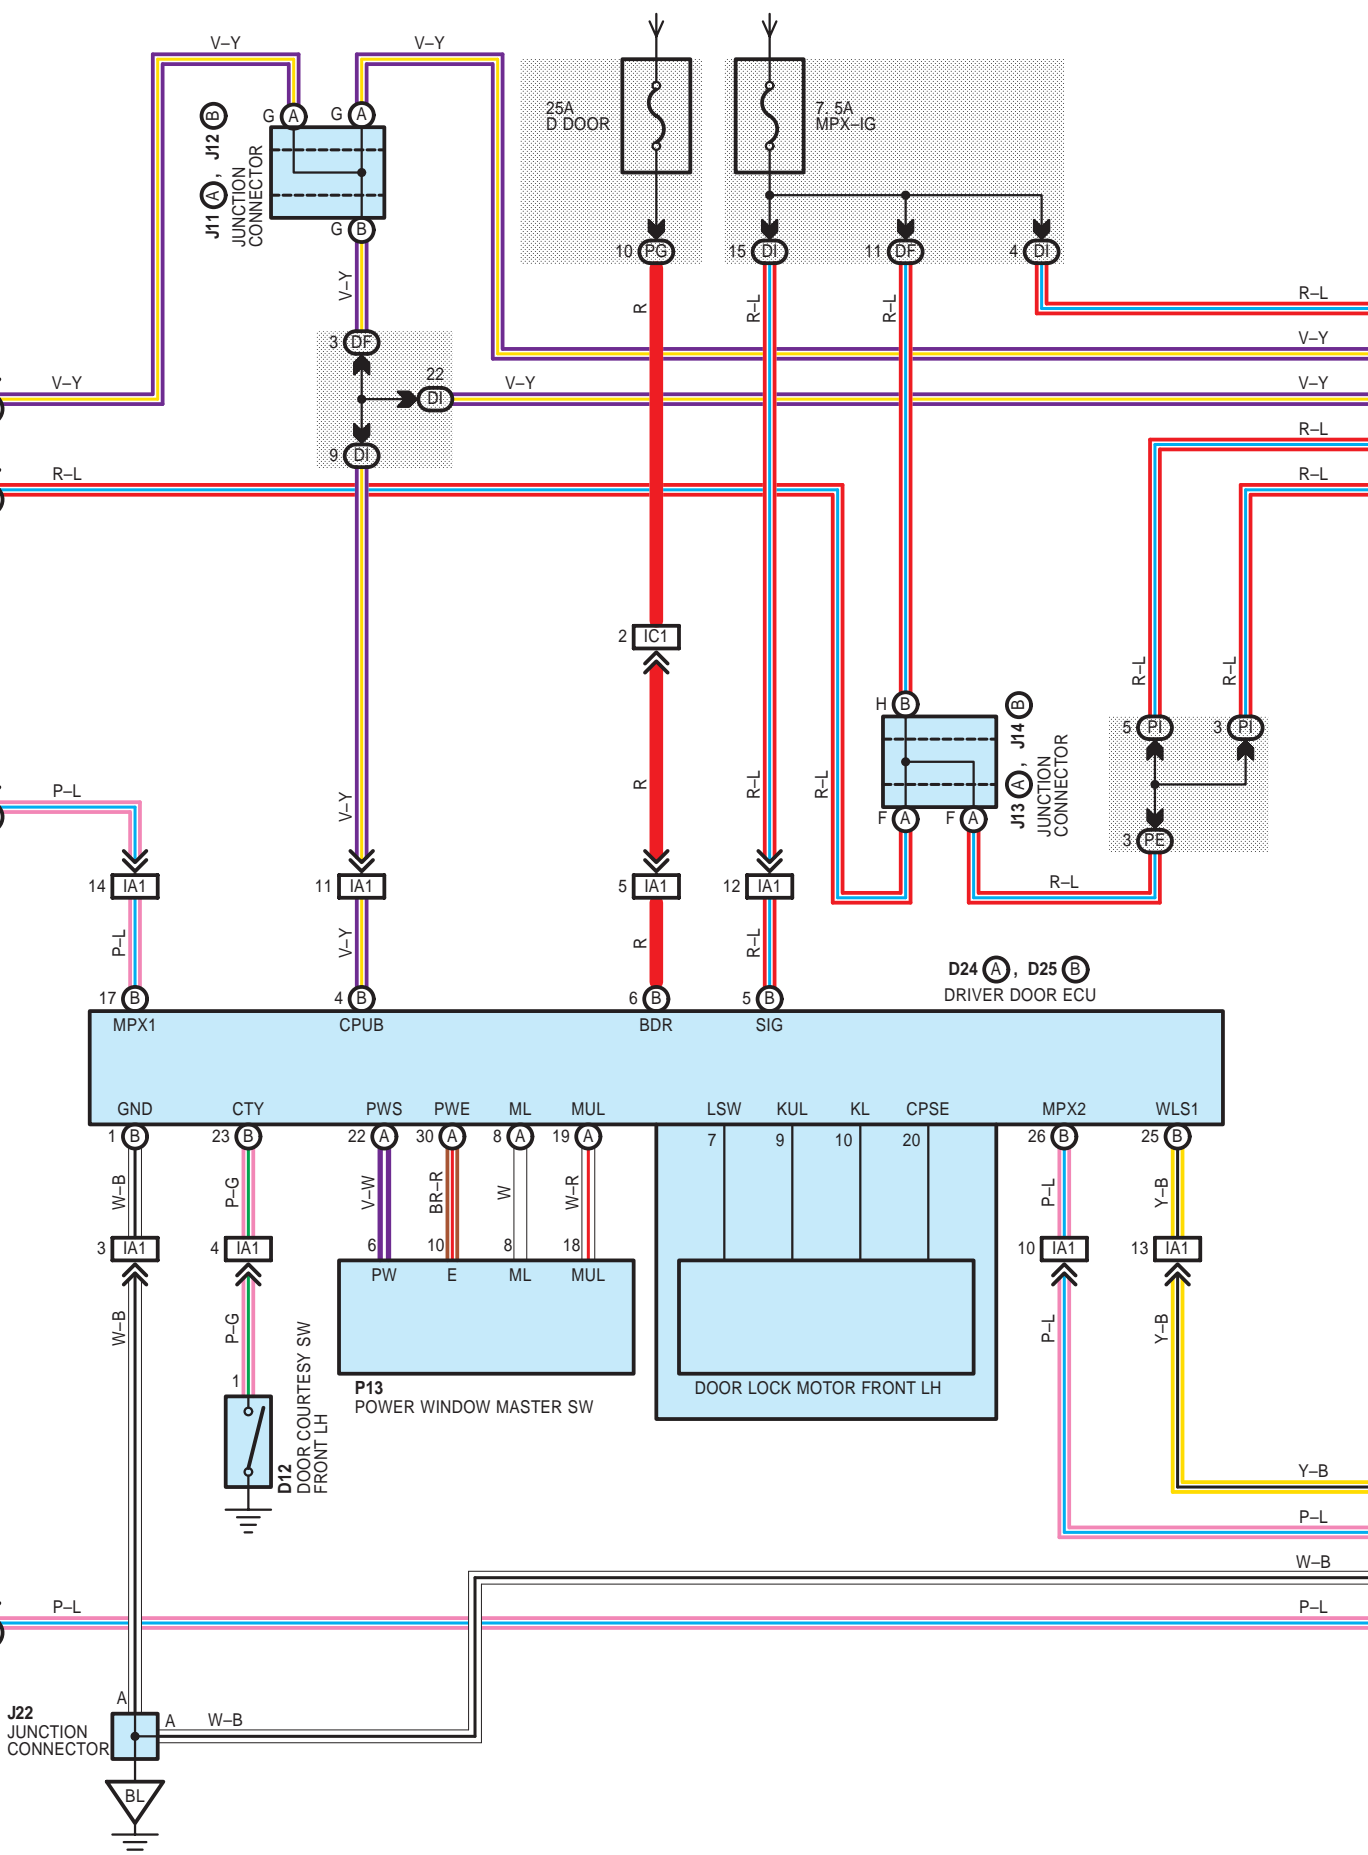 V–Y
V–Y
25A
D DOOR
7. 5A
MPX–IG
G A
G A
J11 A , J12 B
JUNCTION
CONNECTOR
G B
10 PG
15 DI
11 DF
4 DI
V–Y
R
R–L
R–L
R–L
V–Y
3 DF
22
DI
V–Y
V–Y
V–Y
9 DI
R–L
R–L
R–L
2 IC1
R–L
R–L
H B
J13 A , J14 B
JUNCTION
CONNECTOR
5 PI
3 PI
P–L
V–Y
R
R–L
R–L
F A
F A
3 PE
14 IA1
11 IA1
5 IA1
12 IA1
R–L
P–L
V–Y
R
R–L
D24 A , D25 B
DRIVER DOOR ECU
17 B
4 B
6 B
5 B
MPX1
CPUB
BDR
SIG
GND
CTY
PWS
PWE
ML
MUL
LSW
KUL
KL
CPSE
MPX2
WLS1
1 B
23 B
22 A
30 A
8 A
19 A
7
9
10
20
26 B
25 B
W–B
P–G
V–W
BR–R
W
W–R
P–L
Y–B
3 IA1
4 IA1
6
10
8
18
10 IA1
13 IA1
PW
E
ML
MUL
W–B
P–G
P–L
Y–B
1
P13
POWER WINDOW MASTER SW
DOOR LOCK MOTOR FRONT LH
D12
DOOR COURTESY SW
FRONT LH
Y–B
P–L
W–B
P–L
P–L
A
J22
JUNCTION
CONNECTOR
A
W–B
BL